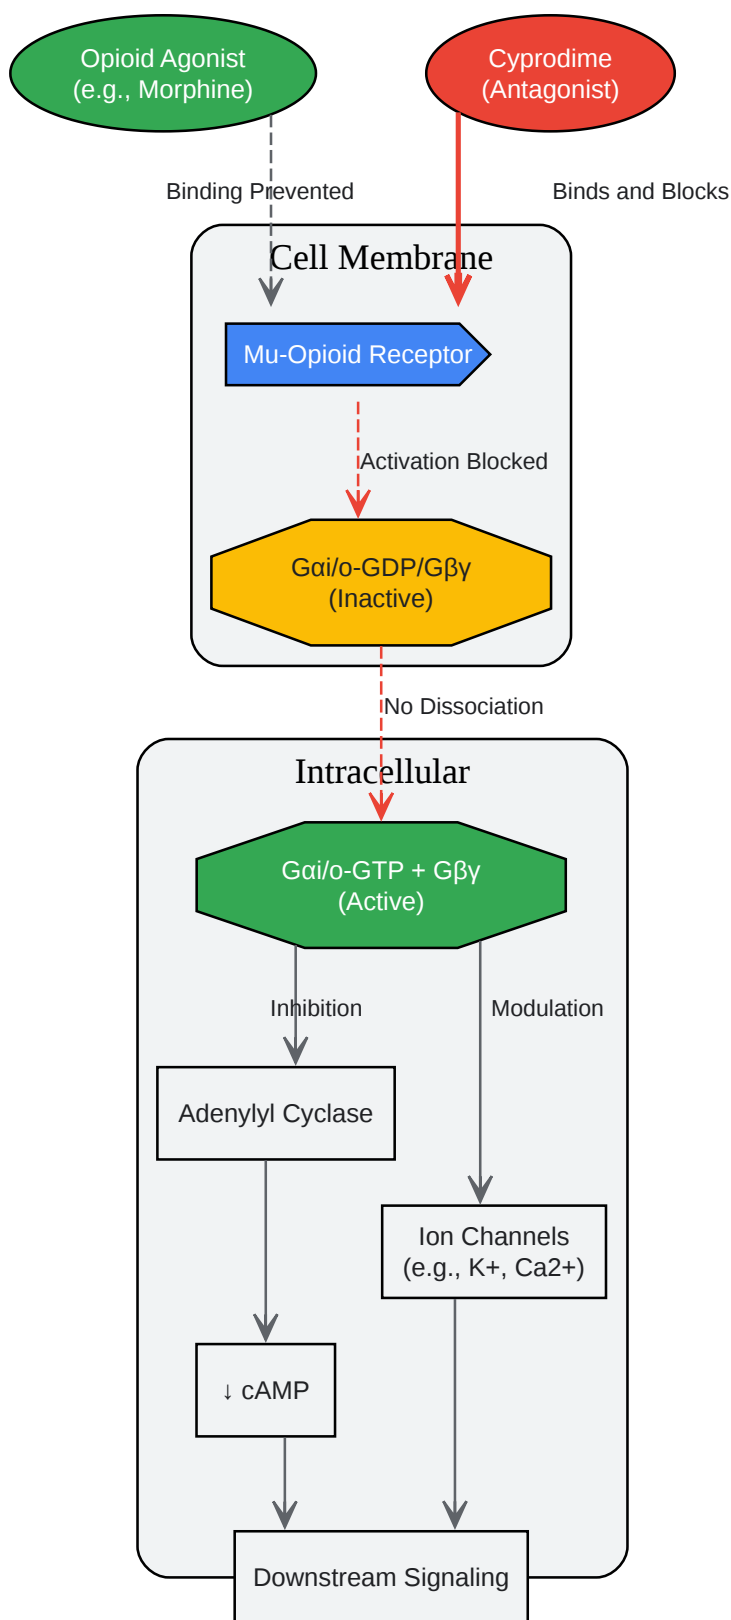 Opioid Agonist
(e.g., Morphine)
Cyprodime
(Antagonist)
Binding Prevented
Binds and Blocks
Cell Membrane
Mu-Opioid Receptor
Activation Blocked
Gαi/o-GDP/Gβγ
(Inactive)
No Dissociation
Intracellular
Gαi/o-GTP + Gβγ
(Active)
Inhibition
Modulation
Adenylyl Cyclase
Ion Channels
(e.g., K+, Ca2+)
↓ cAMP
Downstream Signaling